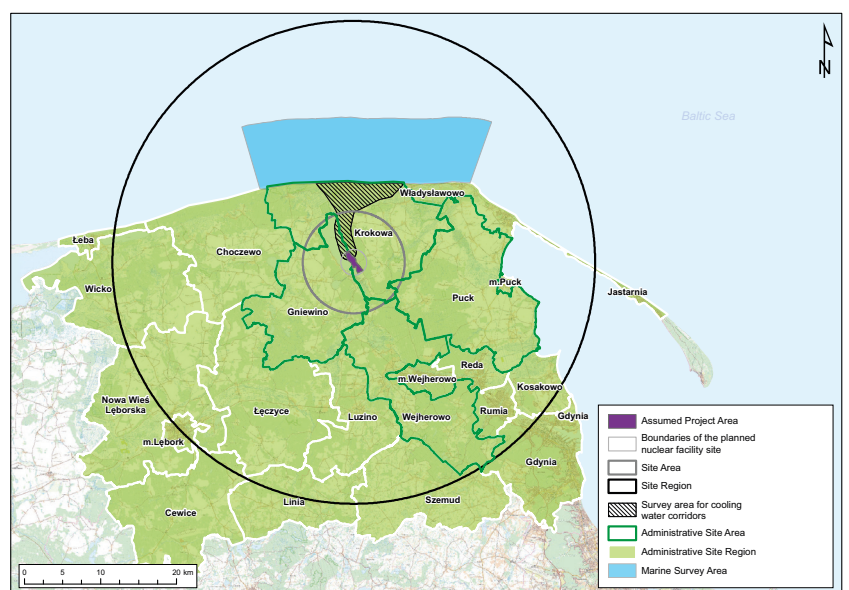 N
Baltic Sea
Władysławowo
Krokowa
Łeba
Choczewo
Wicko
m.Puck
Jastarnia
Puck
Gniewino
Reda
m.Wejherowo
Kosakowo
Nowa Wieś
Lęborska
Łęczyce
Luzino
Wejherowo
Rumia
Gdynia
m.Lębork
Gdynia
Szemud
Linia
Cewice
Assumed Project Area
Boundaries of the planned
nuclear facility site
Site Area
Site Region
Survey area for cooling
water corridors
Administrative Site Area
Administrative Site Region
Marine Survey Area
0 5 10 20 km